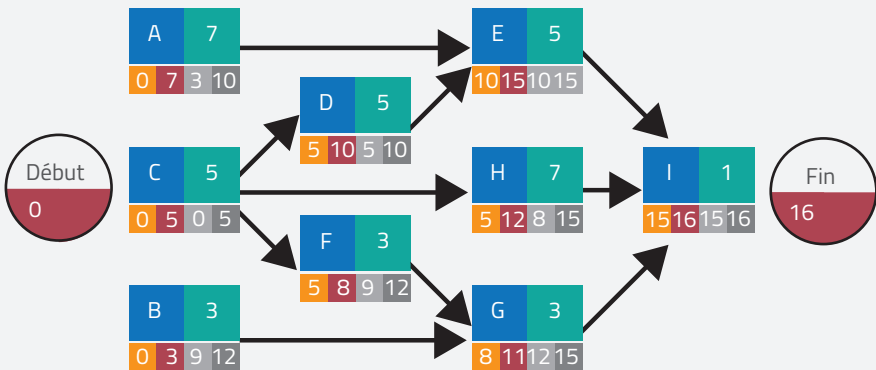 A 7
0 7 3 10
E 5
10 15 10 15
D 5
5 10 5 10
Début
0
C 5
0 5 0 5
H 7
5 12 8 15
I 1
15 16 15 16
Fin
16
F 3
5 8 9 12
B 3
0 3 9 12
G 3
8 11 12 15